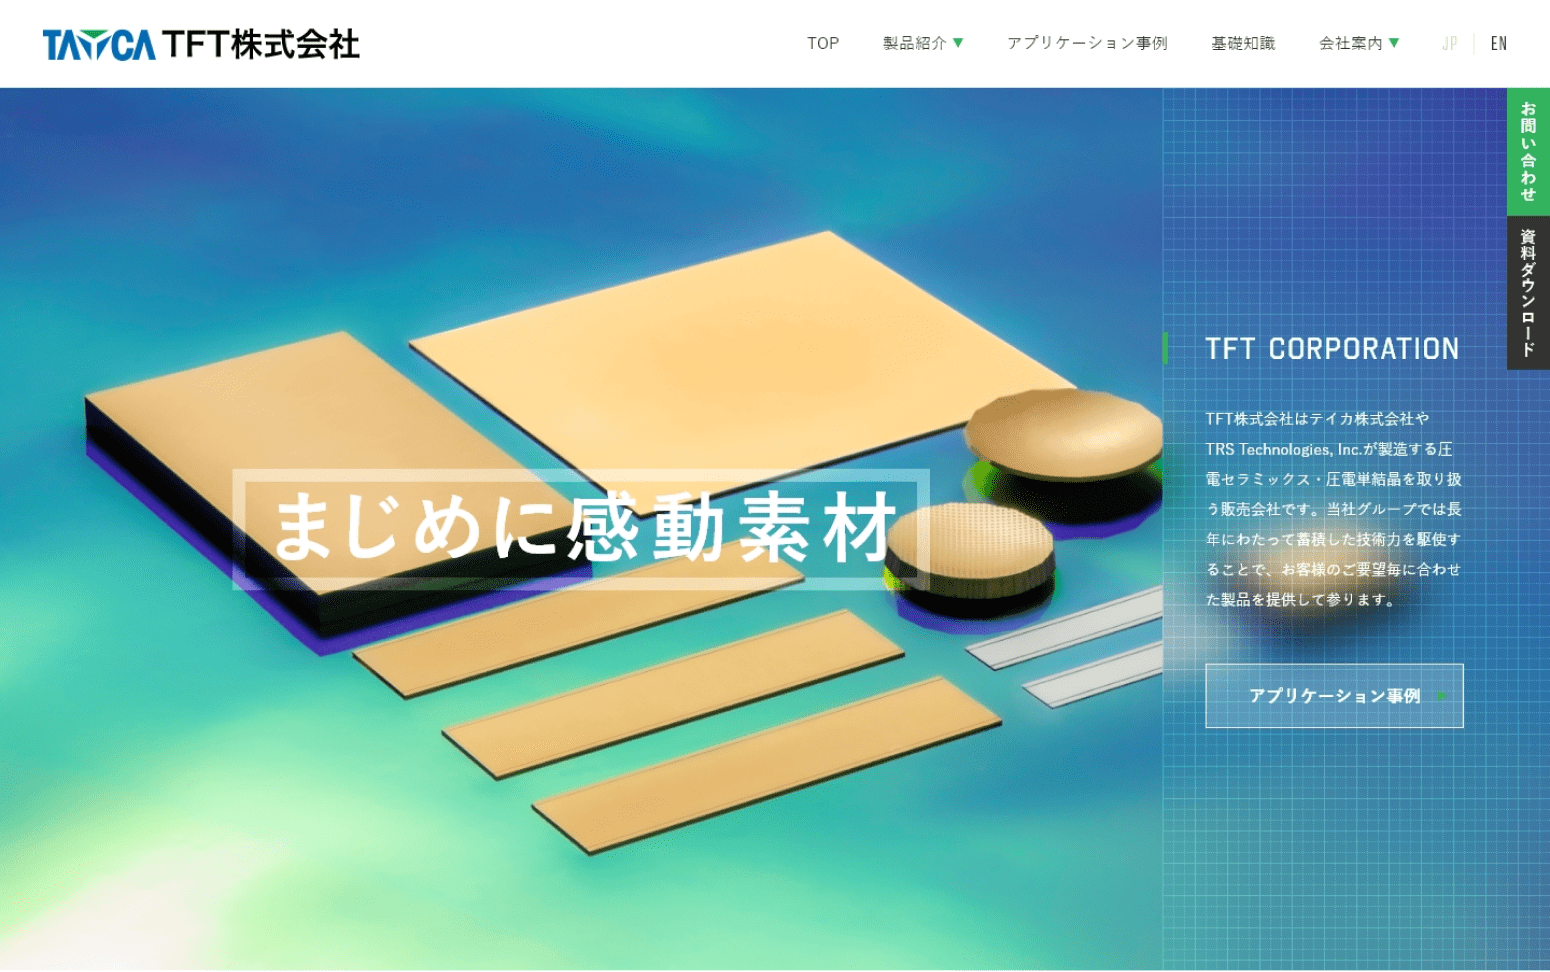 TAYCA TFT株式会社
TOP 製品紹介 アプリケーション事例 基礎知識 会社案内 JP EN
お問い合わせ
資料ダウンロード
まじめに感動素材
TFT CORPORATION
TFT株式会社はテイカ株式会社や
TRS Technologies, Inc.が製造する圧
電セラミックス・圧電単結晶を取り扱
う販売会社です。当社グループでは長
年にわたって蓄積した技術力を駆使す
ることで、お客様のご要望毎に合わせ
た製品を提供して参ります。
アプリケーション事例